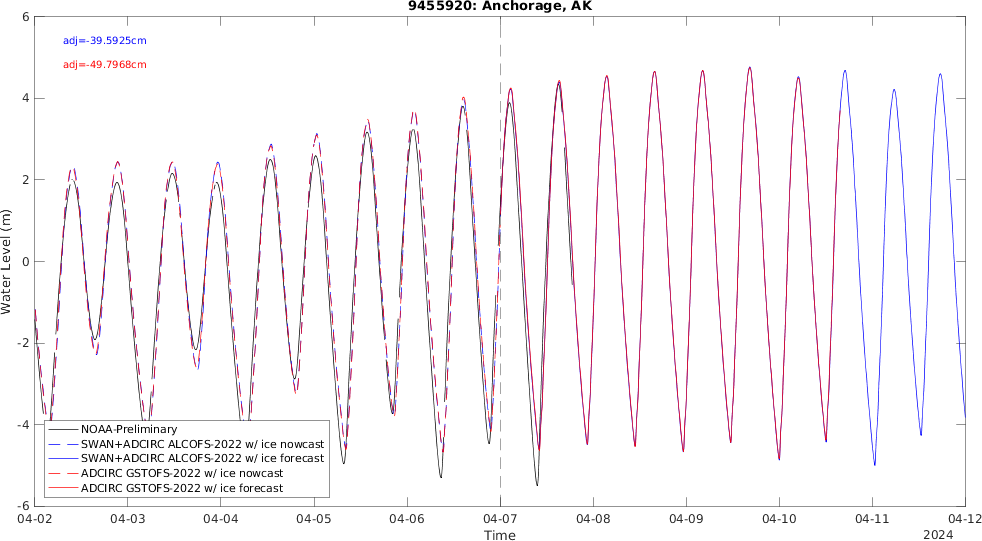 9455920: Anchorage, AK
adj=-39.5925cm
adj=-49.7968cm
Water Level (m)
6
4
2
0
-2
-4
-6
NOAA-Preliminary
SWAN+ADCIRC ALCOFS-2022 w/ ice nowcast
SWAN+ADCIRC ALCOFS-2022 w/ ice forecast
ADCIRC GSTOFS-2022 w/ ice nowcast
ADCIRC GSTOFS-2022 w/ ice forecast
04-02 04-03 04-04 04-05 04-06 04-07 04-08 04-09 04-10 04-11 04-12
Time
2024